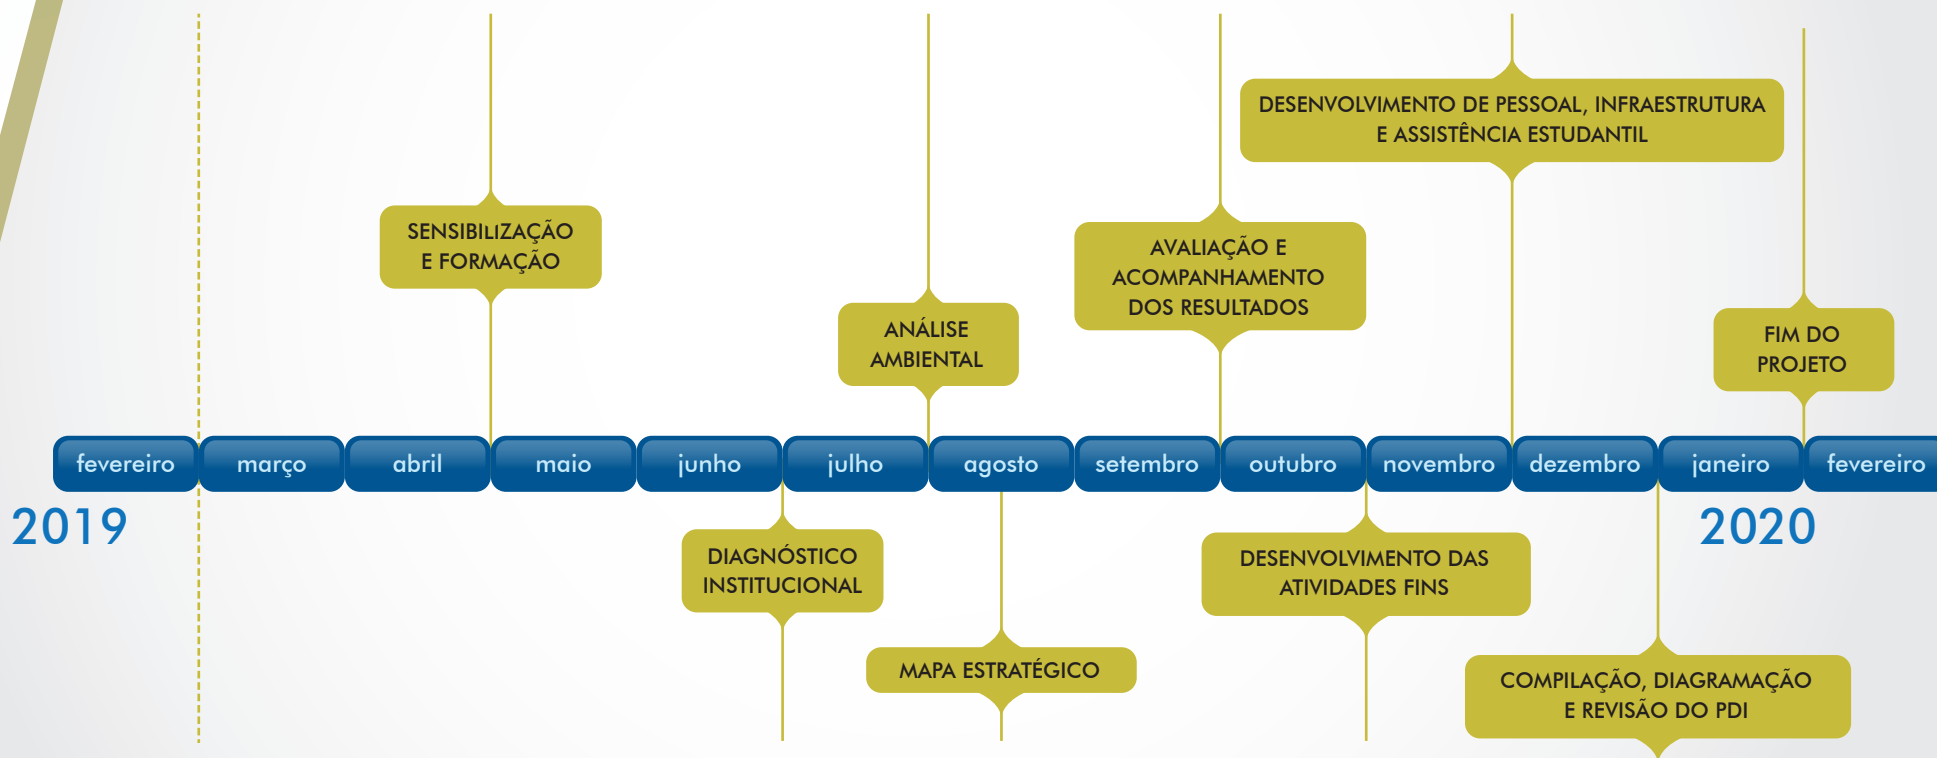 DESENVOLVIMENTO DE PESSOAL, INFRAESTRUTURA
E ASSISTÊNCIA ESTUDANTIL
SENSIBILIZAÇÃO
E FORMAÇÃO
AVALIAÇÃO E
ACOMPANHAMENTO
DOS RESULTADOS
ANÁLISE
AMBIENTAL
FIM DO
PROJETO
fevereiro março abril maio junho julho agosto setembro outubro novembro dezembro janeiro fevereiro
2019 2020
DIAGNÓSTICO
INSTITUCIONAL
DESENVOLVIMENTO DAS
ATIVIDADES FINS
MAPA ESTRATÉGICO
COMPILAÇÃO, DIAGRAMAÇÃO
E REVISÃO DO PDI